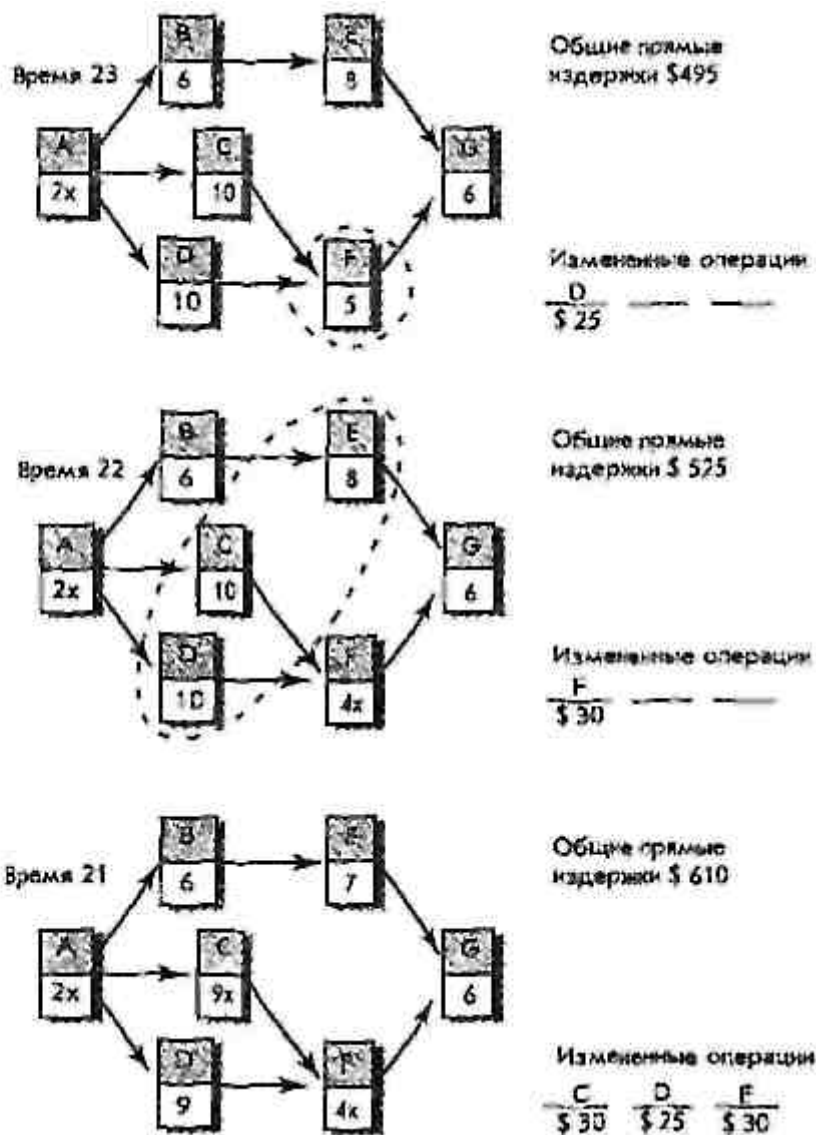 Время 23
B
6
8
Общие прямые
издержки $495
A
2x
C
10
G
6
D
10
F
5
Измененные операции
D
$ 25
Время 22
B
6
E
8
Общие прямые
издержки $ 525
A
2x
C
10
G
6
D
10
F
4x
Измененные операции
F
$ 30
Время 21
B
6
7
Общие прямые
издержки $ 610
A
2x
C
9x
G
6
D
9
F
4x
Измененные операции
C D F
$ 30 $ 25 $ 30